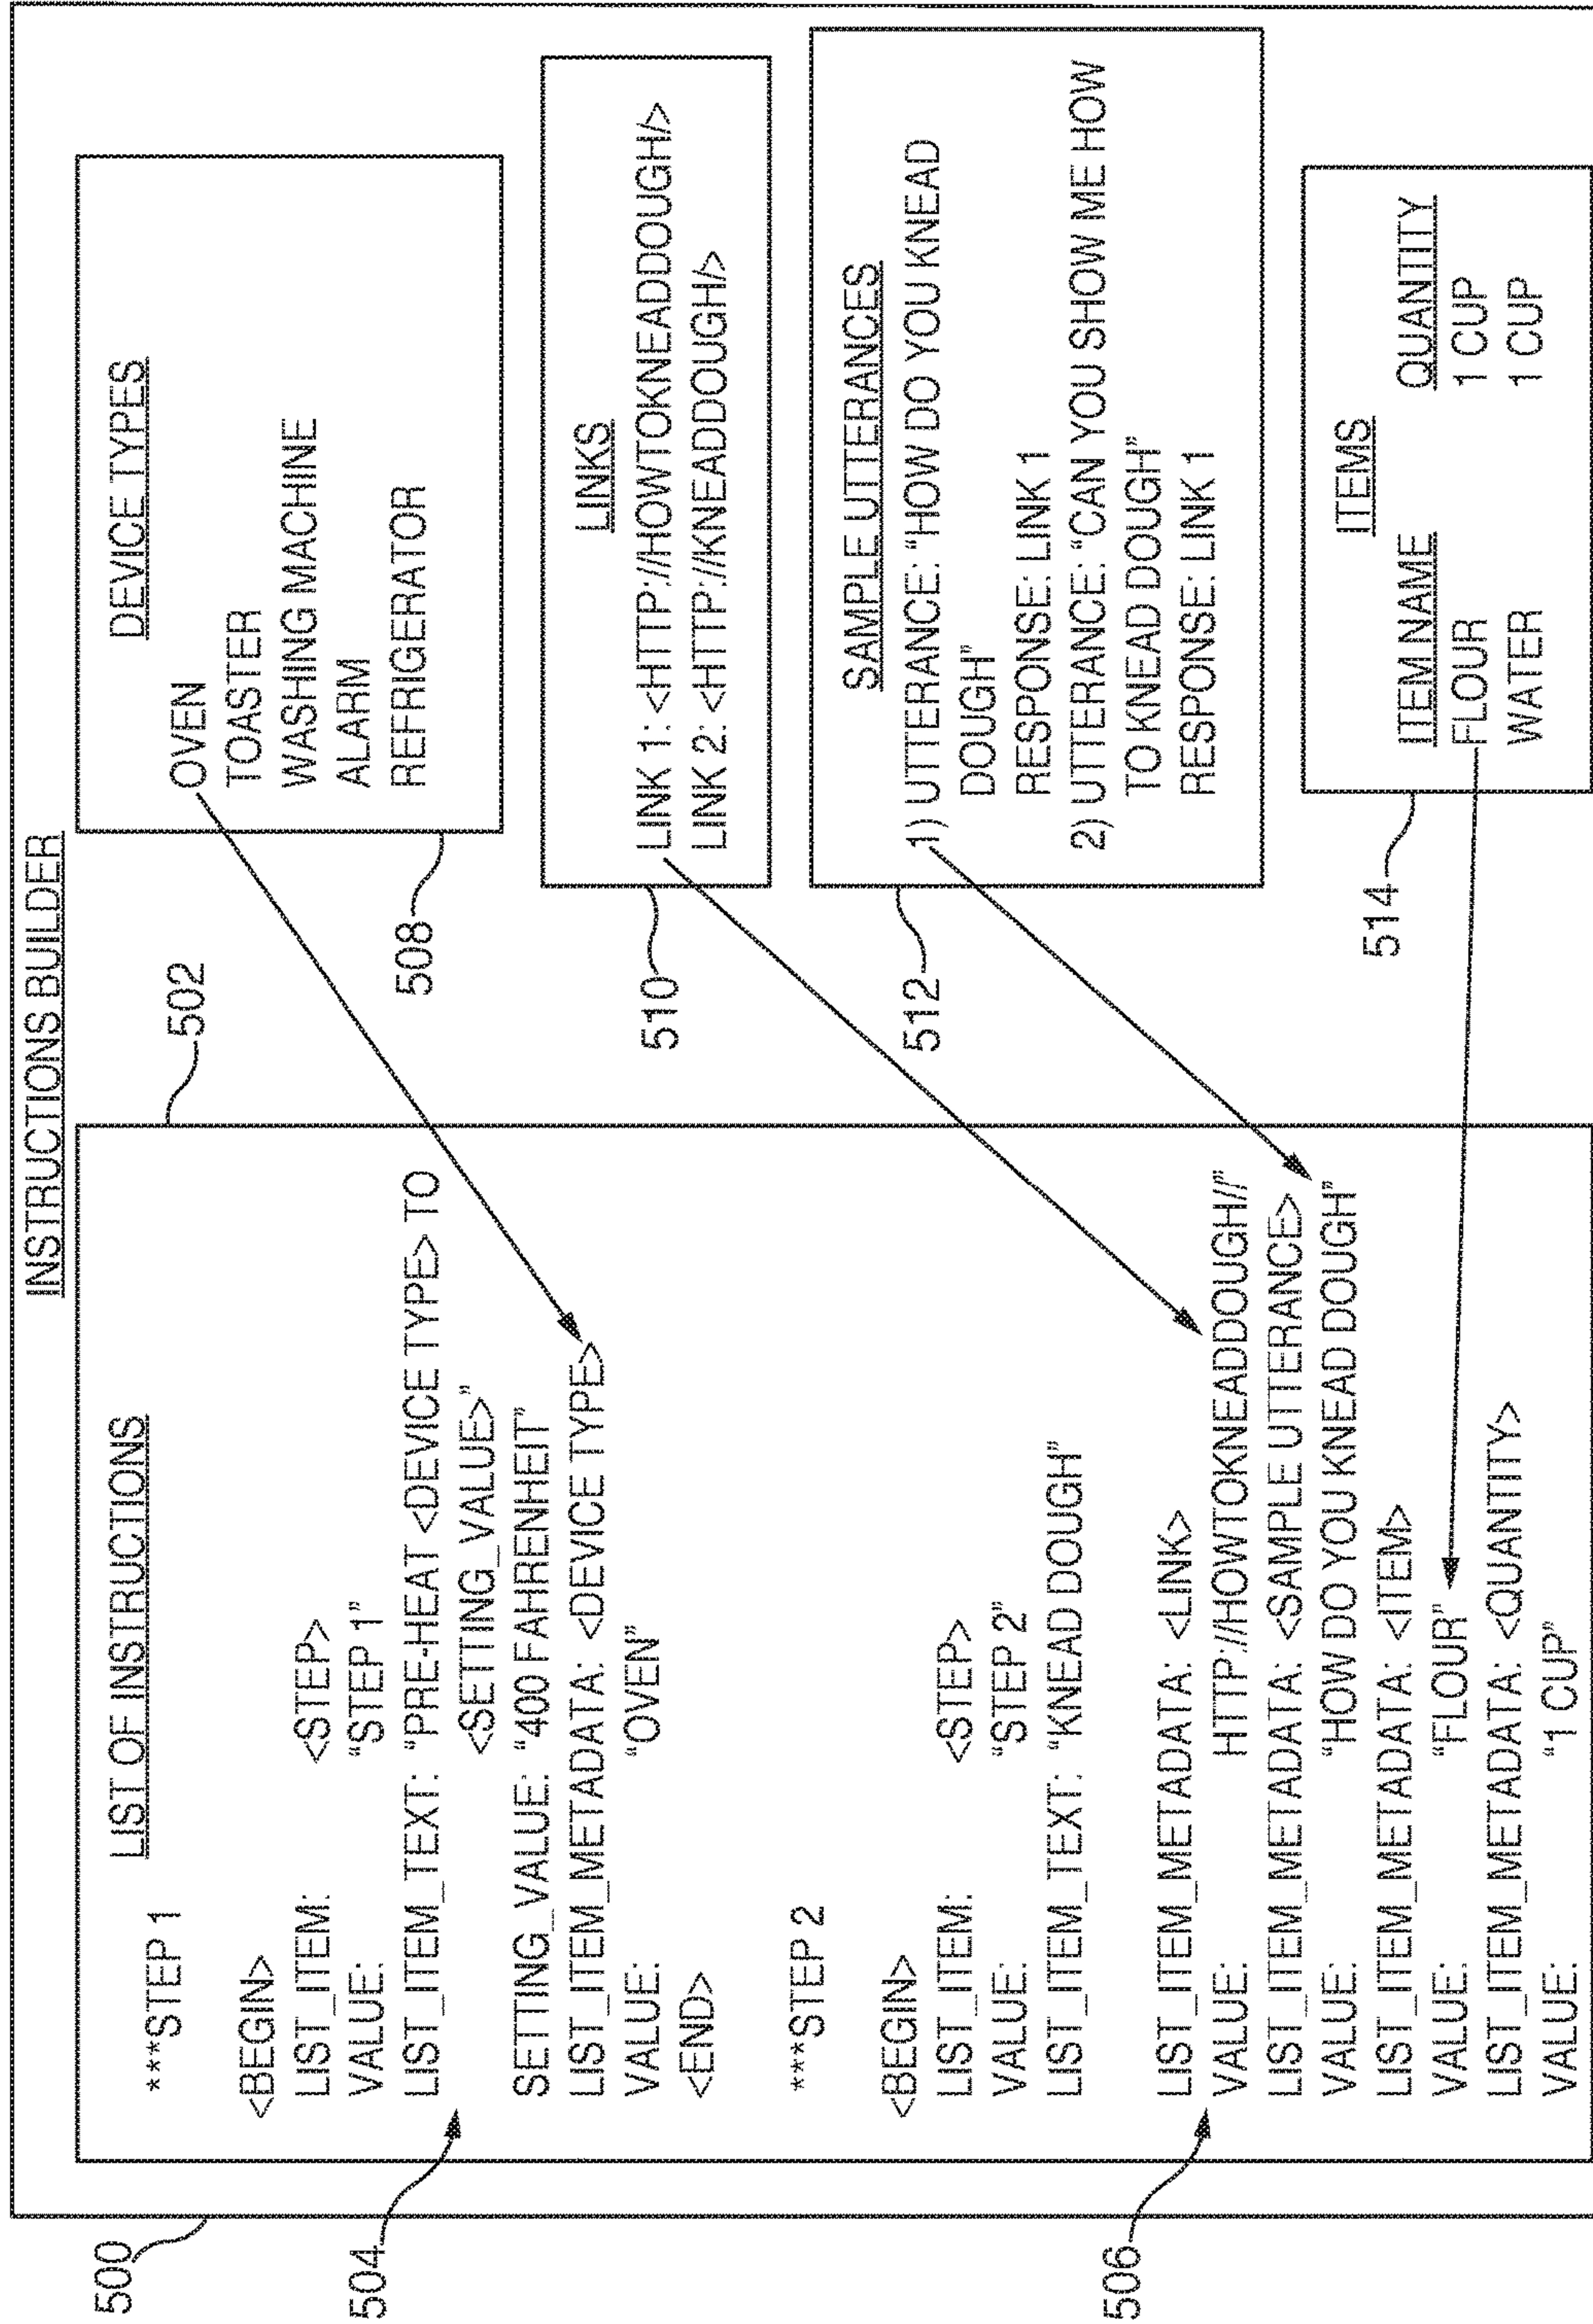 INSTRUCTIONS BUILDER
500
502
LIST OF INSTRUCTIONS
***STEP 1
<BEGIN>
LIST_ITEM: <STEP>
VALUE: "STEP 1"
LIST_ITEM_TEXT: "PRE-HEAT <DEVICE TYPE> TO
<SETTING_VALUE>"
504
SETTING_VALUE: "400 FAHRENHEIT"
LIST_ITEM_METADATA: <DEVICE TYPE>
VALUE: "OVEN"
<END>
***STEP 2
<BEGIN>
LIST_ITEM: <STEP>
VALUE: "STEP 2"
LIST_ITEM_TEXT: "KNEAD DOUGH"
506
LIST_ITEM_METADATA: <LINK>
VALUE: HTTP://HOWTOKNEADDOUGH//"
LIST_ITEM_METADATA: <SAMPLE UTTERANCE>
VALUE: "HOW DO YOU KNEAD DOUGH"
LIST_ITEM_METADATA: <ITEM>
VALUE: "FLOUR"
LIST_ITEM_METADATA: <QUANTITY>
VALUE: "1 CUP"
DEVICE TYPES
OVEN
TOASTER
WASHING MACHINE
ALARM
REFRIGERATOR
508
LINKS
LINK 1: <HTTP://HOWTOKNEADDOUGH/>
LINK 2: <HTTP://KNEADDOUGH/>
510
SAMPLE UTTERANCES
1) UTTERANCE: "HOW DO YOU KNEAD
DOUGH"
RESPONSE: LINK 1
2) UTTERANCE: "CAN YOU SHOW ME HOW
TO KNEAD DOUGH"
RESPONSE: LINK 1
512
ITEMS
ITEM NAME QUANTITY
FLOUR 1 CUP
WATER 1 CUP
514